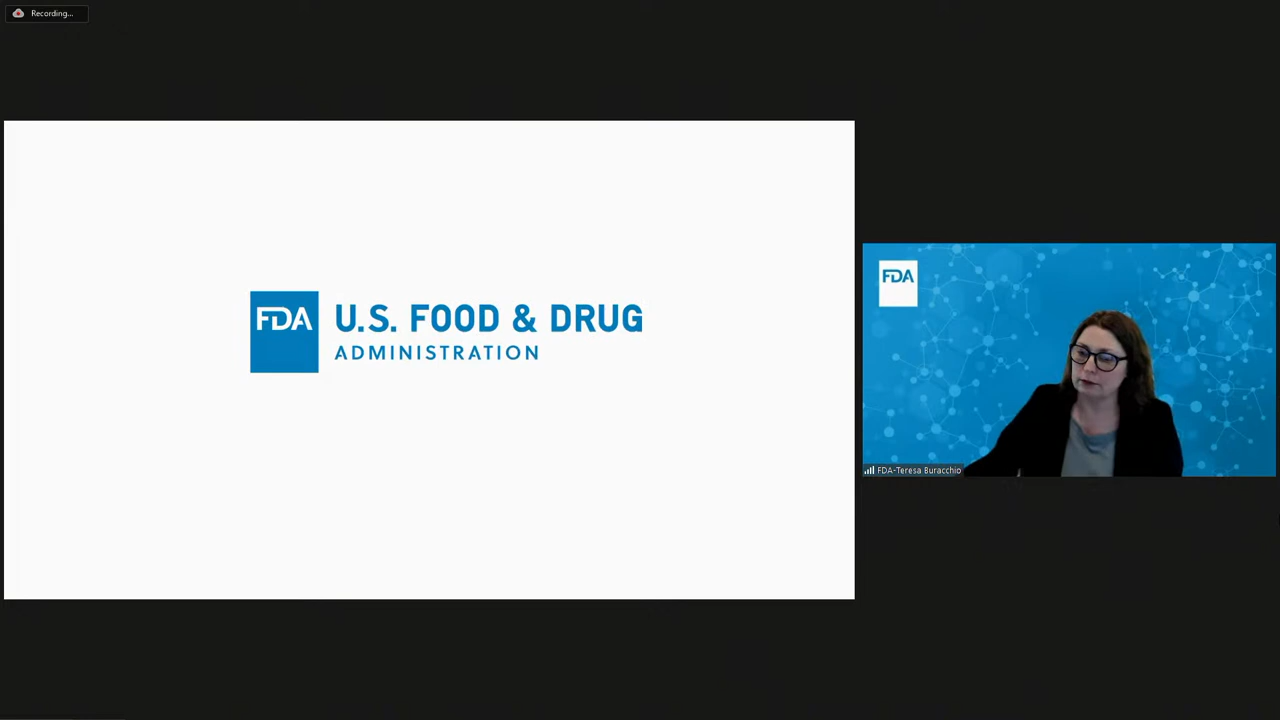 Recording...
FDA
U.S. FOOD & DRUG
ADMINISTRATION
FDA
FDA-Teresa Buracchio